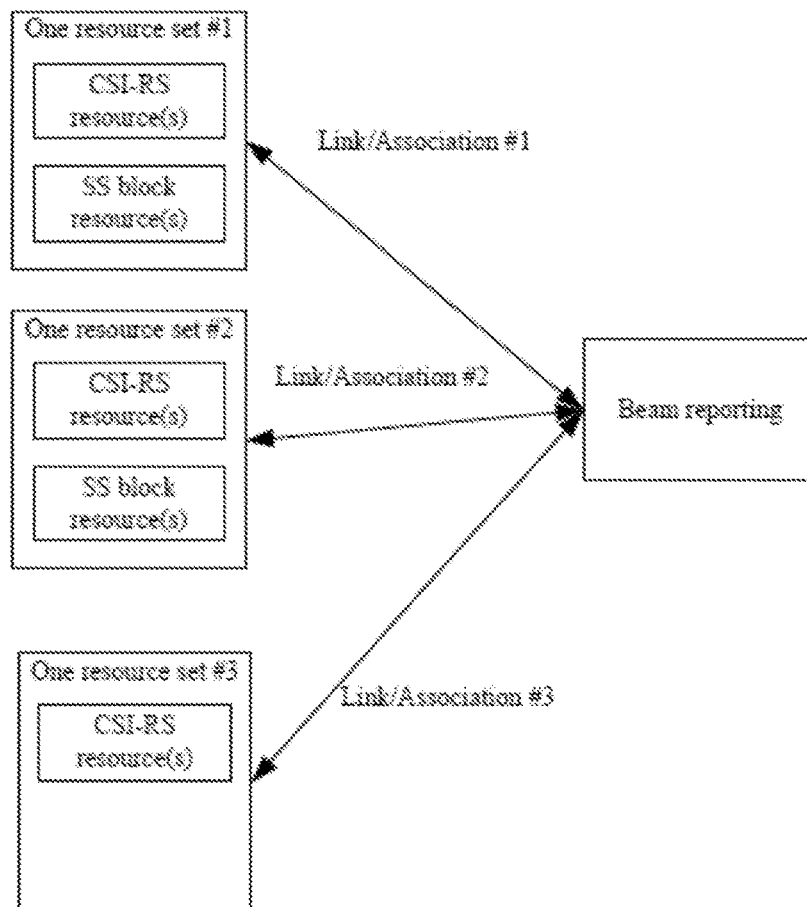 One resource set #1
CSI-RS
resource(s)
SS block
resource(s)
Link/Association #1
One resource set #2
CSI-RS
resource(s)
SS block
resource(s)
Link/Association #2
Beam reporting
One resource set #3
CSI-RS
resource(s)
Link/Association #3